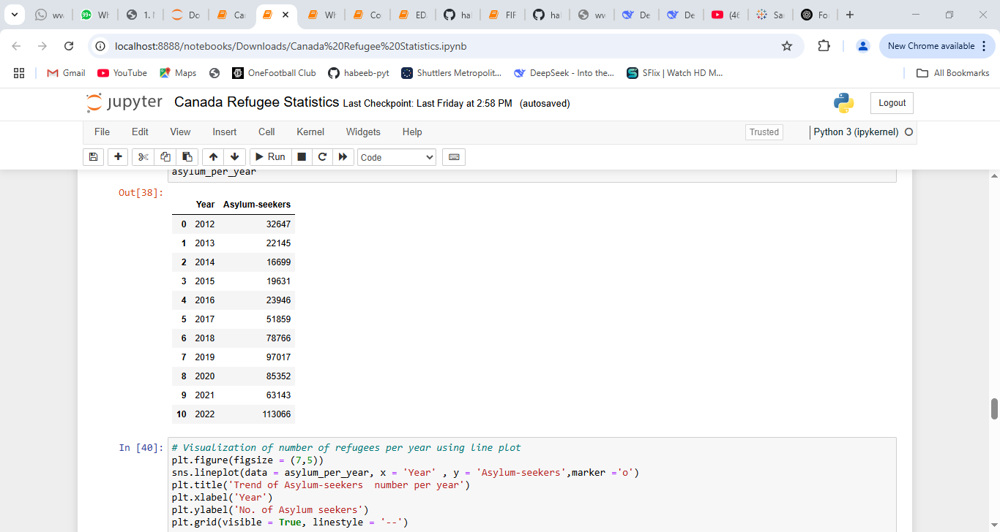 ww 99+ Wh 1. Do Ca Wh Co ED. ha FIF ha ww De De (46 Sa Fo
localhost:8888/notebooks/Downloads/Canada%20Refugee%20Statistics.ipynb New Chrome available
Gmail YouTube Maps OneFootball Club habeeb-pyt Shuttlers Metropolit... DeepSeek - Into the... SFlix | Watch HD M... All Bookmarks
jupyter Canada Refugee Statistics Last Checkpoint: Last Friday at 2:58 PM (autosaved) Logout
File Edit View Insert Cell Kernel Widgets Help Trusted Python 3 (ipykernel)
Run Code
asylum_per_year
Out[38]:
Year Asylum-seekers
0 2012 32647
1 2013 22145
2 2014 16699
3 2015 19631
4 2016 23946
5 2017 51859
6 2018 78766
7 2019 97017
8 2020 85352
9 2021 63143
10 2022 113066
In [40]: # Visualization of number of refugees per year using line plot
plt.figure(figsize = (7,5))
sns.lineplot(data = asylum_per_year, x = 'Year' , y = 'Asylum-seekers',marker ='o')
plt.title('Trend of Asylum-seekers  number per year')
plt.xlabel('Year')
plt.ylabel('No. of Asylum seekers')
plt.grid(visible = True, linestyle = '--')